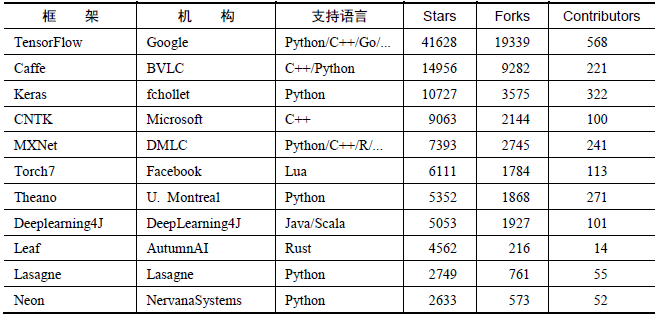 框 架 机 构 支持语言 Stars Forks Contributors
TensorFlow Google Python/C++/Go/... 41628 19339 568
Caffe BVLC C++/Python 14956 9282 221
Keras fchollet Python 10727 3575 322
CNTK Microsoft C++ 9063 2144 100
MXNet DMLC Python/C++/R/... 7393 2745 241
Torch7 Facebook Lua 6111 1784 113
Theano U. Montreal Python 5352 1868 271
Deeplearning4J DeepLearning4J Java/Scala 5053 1927 101
Leaf AutumnAI Rust 4562 216 14
Lasagne Lasagne Python 2749 761 55
Neon NervanaSystems Python 2633 573 52